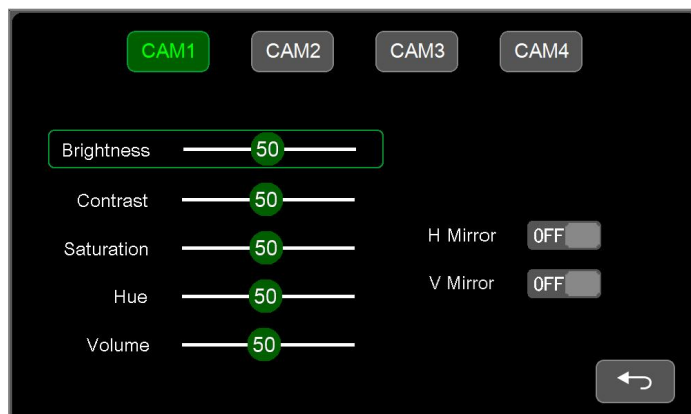 CAM1 CAM2 CAM3 CAM4
Brightness 50
Contrast 50
Saturation 50
H Mirror OFF
Hue 50
V Mirror OFF
Volume 50